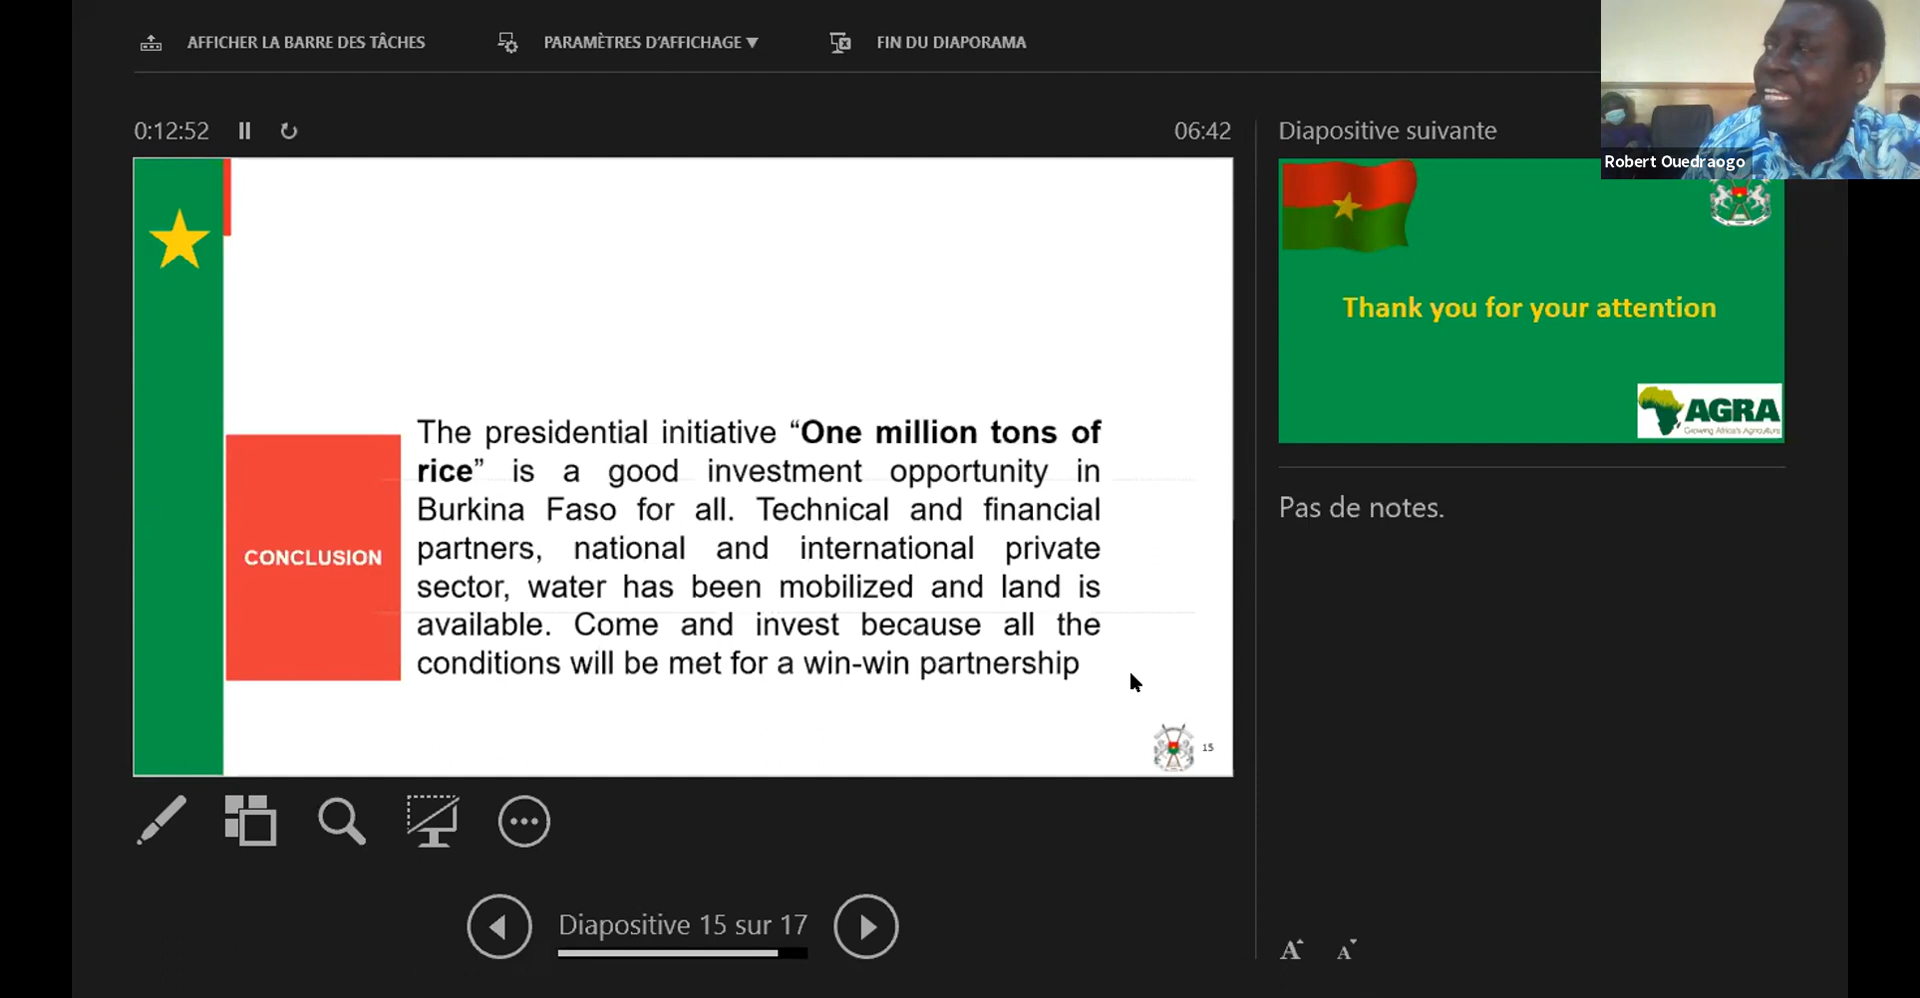 AFFICHER LA BARRE DES TÂCHES
PARAMÈTRES D'AFFICHAGE ▼
FIN DU DIAPORAMA
0:12:52
06:42
Diapositive suivante
Robert Ouedraogo
The presidential initiative “One million tons of
rice” is a good investment opportunity in
Burkina Faso for all. Technical and financial
partners, national and international private
sector, water has been mobilized and land is
available. Come and invest because all the
conditions will be met for a win-win partnership
CONCLUSION
15
Thank you for your attention
AGRA
Growing Africa's Agriculture
Pas de notes.
Diapositive 15 sur 17
A
A